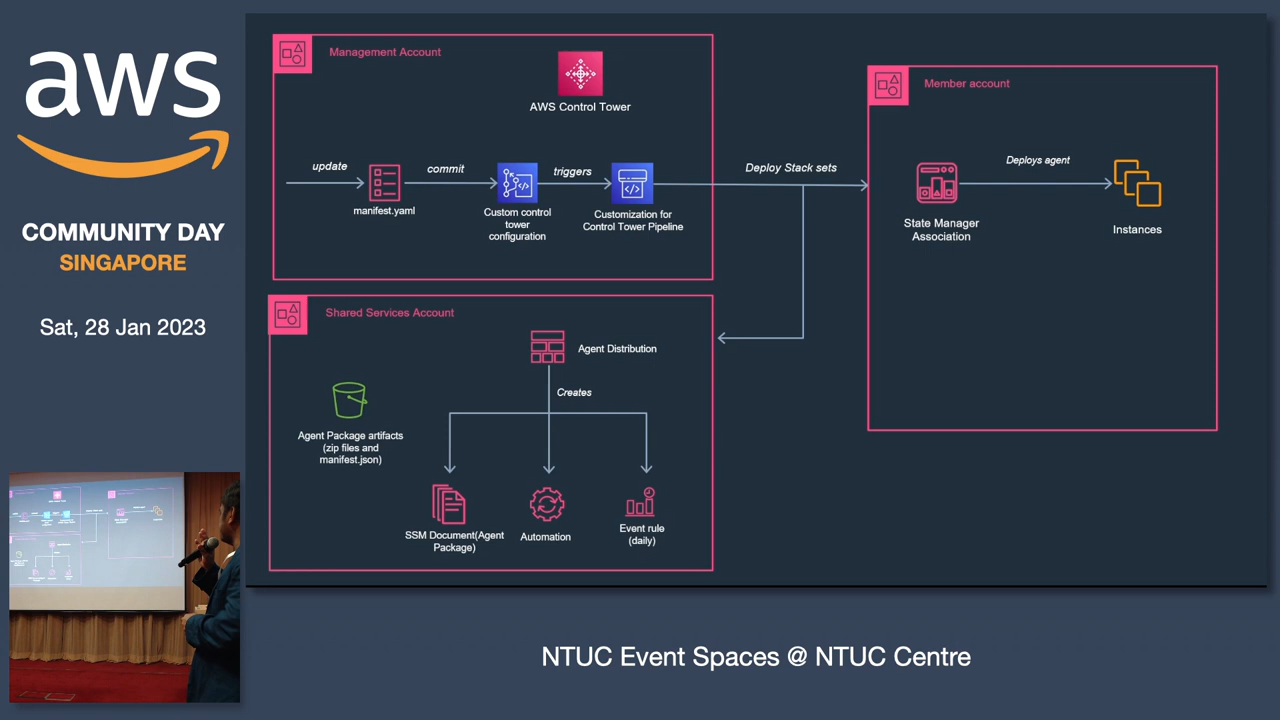 aws
COMMUNITY DAY
SINGAPORE
Sat, 28 Jan 2023
Management Account
AWS Control Tower
update
commit
triggers
manifest.yaml
Custom control
tower
configuration
Customization for
Control Tower Pipeline
Deploy Stack sets
Member account
Deploys agent
State Manager
Association
Instances
Shared Services Account
Agent Distribution
Creates
Agent Package artifacts
(zip files and
manifest.json)
SSM Document(Agent
Package)
Automation
Event rule
(daily)
NTUC Event Spaces @ NTUC Centre